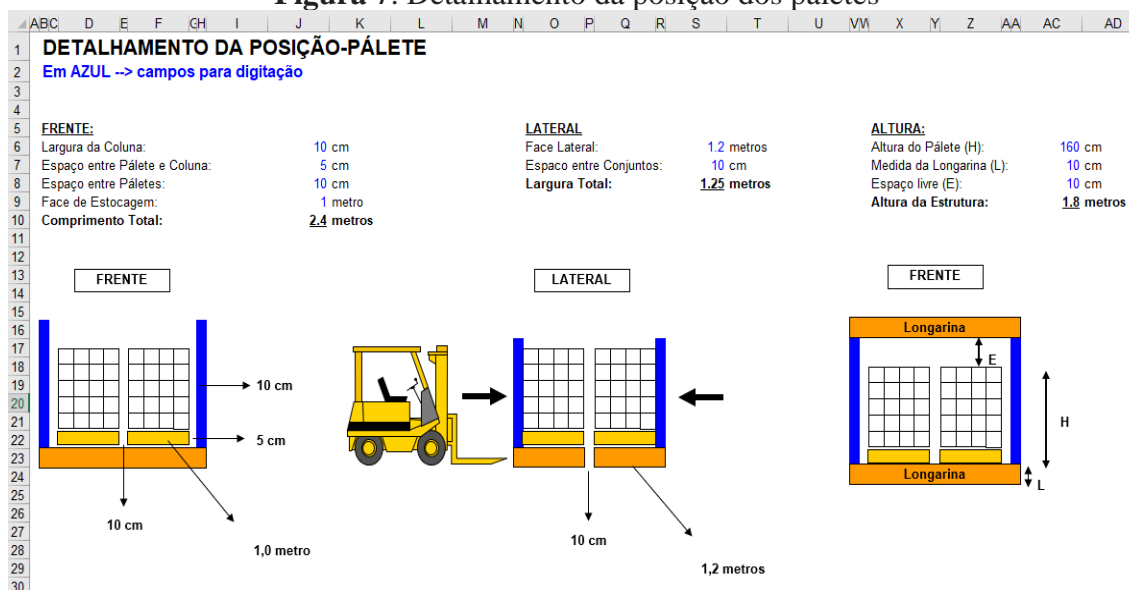 Figura 7. Detalhamento da posição dos paletes
A B C D E F G H I J K L M N O P Q R S T U V W X Y Z AA AC AD
1 DETALHAMENTO DA POSIÇÃO-PÁLETE
2 Em AZUL --> campos para digitação
3
4
5 FRENTE: LATERAL ALTURA:
6 Largura da Coluna: 10 cm Face Lateral: 1.2 metros Altura do Pálete (H): 160 cm
7 Espaço entre Pálete e Coluna: 5 cm Espaco entre Conjuntos: 10 cm Medida da Longarina (L): 10 cm
8 Espaço entre Páletes: 10 cm Largura Total: 1.25 metros Espaço livre (E): 10 cm
9 Face de Estocagem: 1 metro Altura da Estrutura: 1.8 metros
10 Comprimento Total: 2.4 metros
11
12
13 FRENTE LATERAL FRENTE
14
15
16 Longarina
17
18 E
19 10 cm
20
21 H
22 5 cm
23
24 Longarina
25 L
26 10 cm
27 10 cm
28 1,0 metro
29 1,2 metros
30